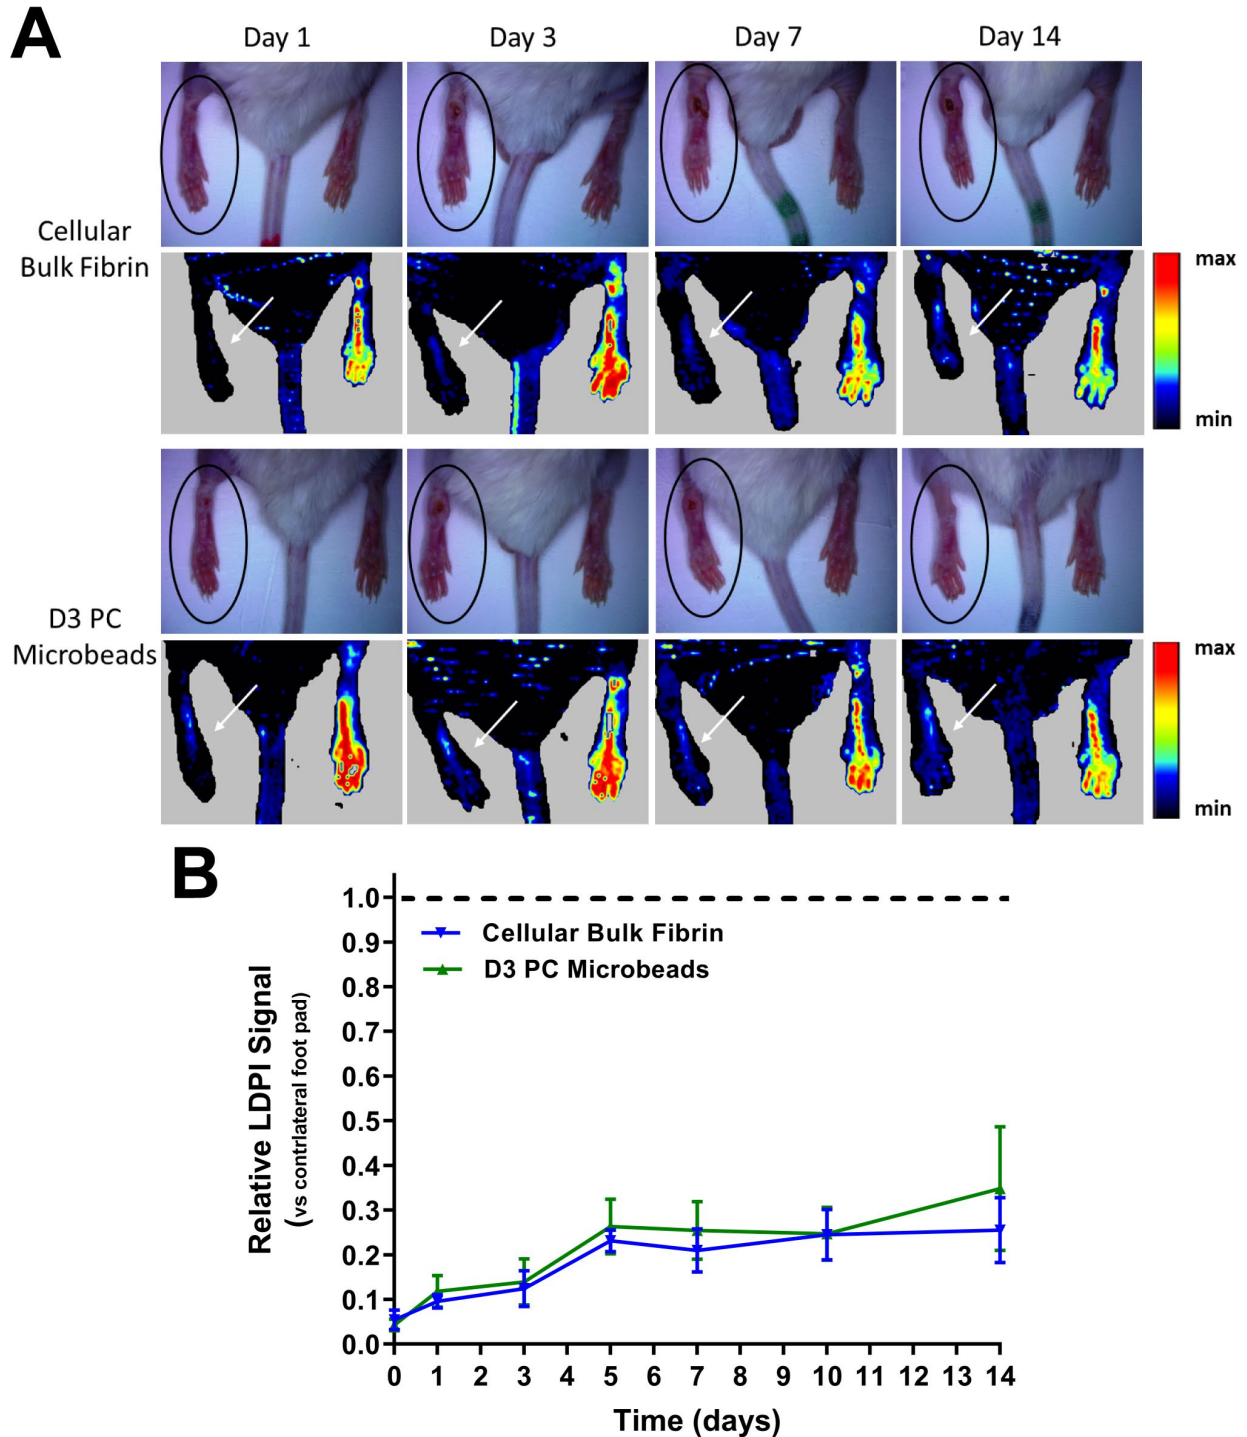 A
Day 1 Day 3 Day 7 Day 14
Cellular
Bulk Fibrin
max
min
D3 PC
Microbeads
max
min
B
Relative LDPI Signal
(vs contrlateral foot pad)
1.0
0.9
0.8
0.7
0.6
0.5
0.4
0.3
0.2
0.1
0.0
Cellular Bulk Fibrin
D3 PC Microbeads
0 1 2 3 4 5 6 7 8 9 10 11 12 13 14
Time (days)